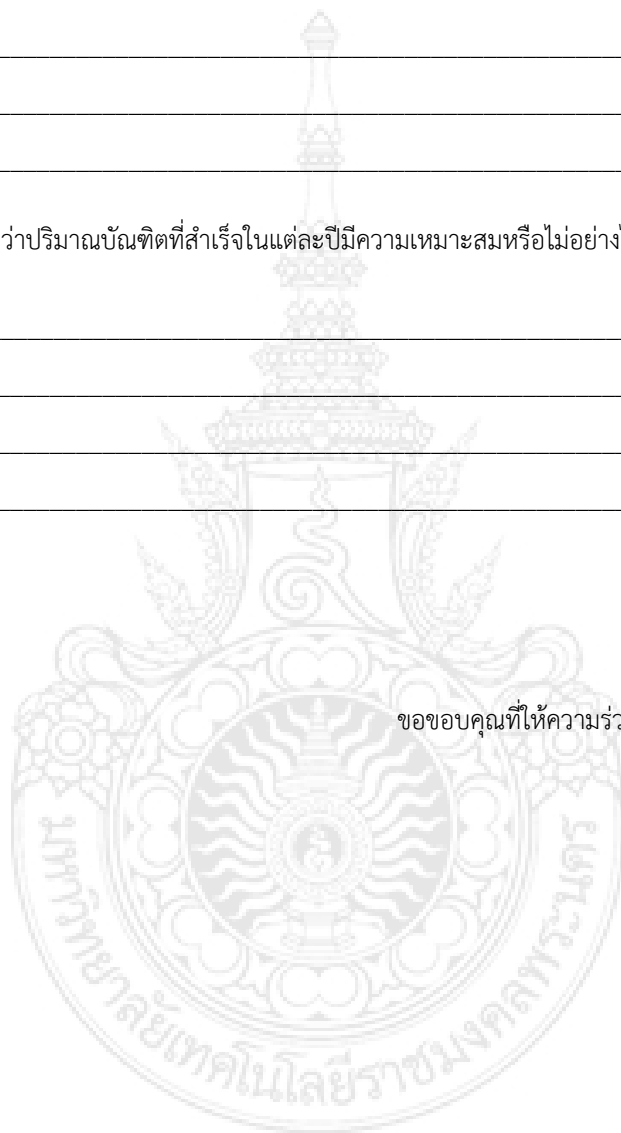 ว่าปริมาณบัณฑิตที่สำเร็จในแต่ละปีมีความเหมาะสมหรือไม่อย่าง
ขอขอบคุณที่ให้ความร่ว
มหาวิทยาลัยเทคโนโลยีราชมงคลพระนคร